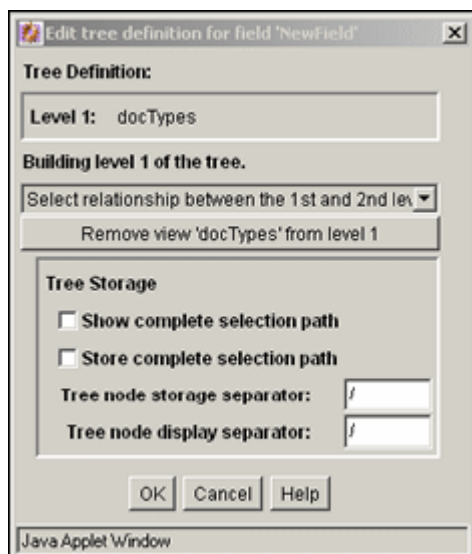 Edit tree definition for field 'NewField'
Tree Definition:
Level 1: docTypes
Building level 1 of the tree.
Select relationship between the 1st and 2nd lev
Remove view 'docTypes' from level 1
Tree Storage
Show complete selection path
Store complete selection path
Tree node storage separator: /
Tree node display separator: /
OK Cancel Help
Java Applet Window